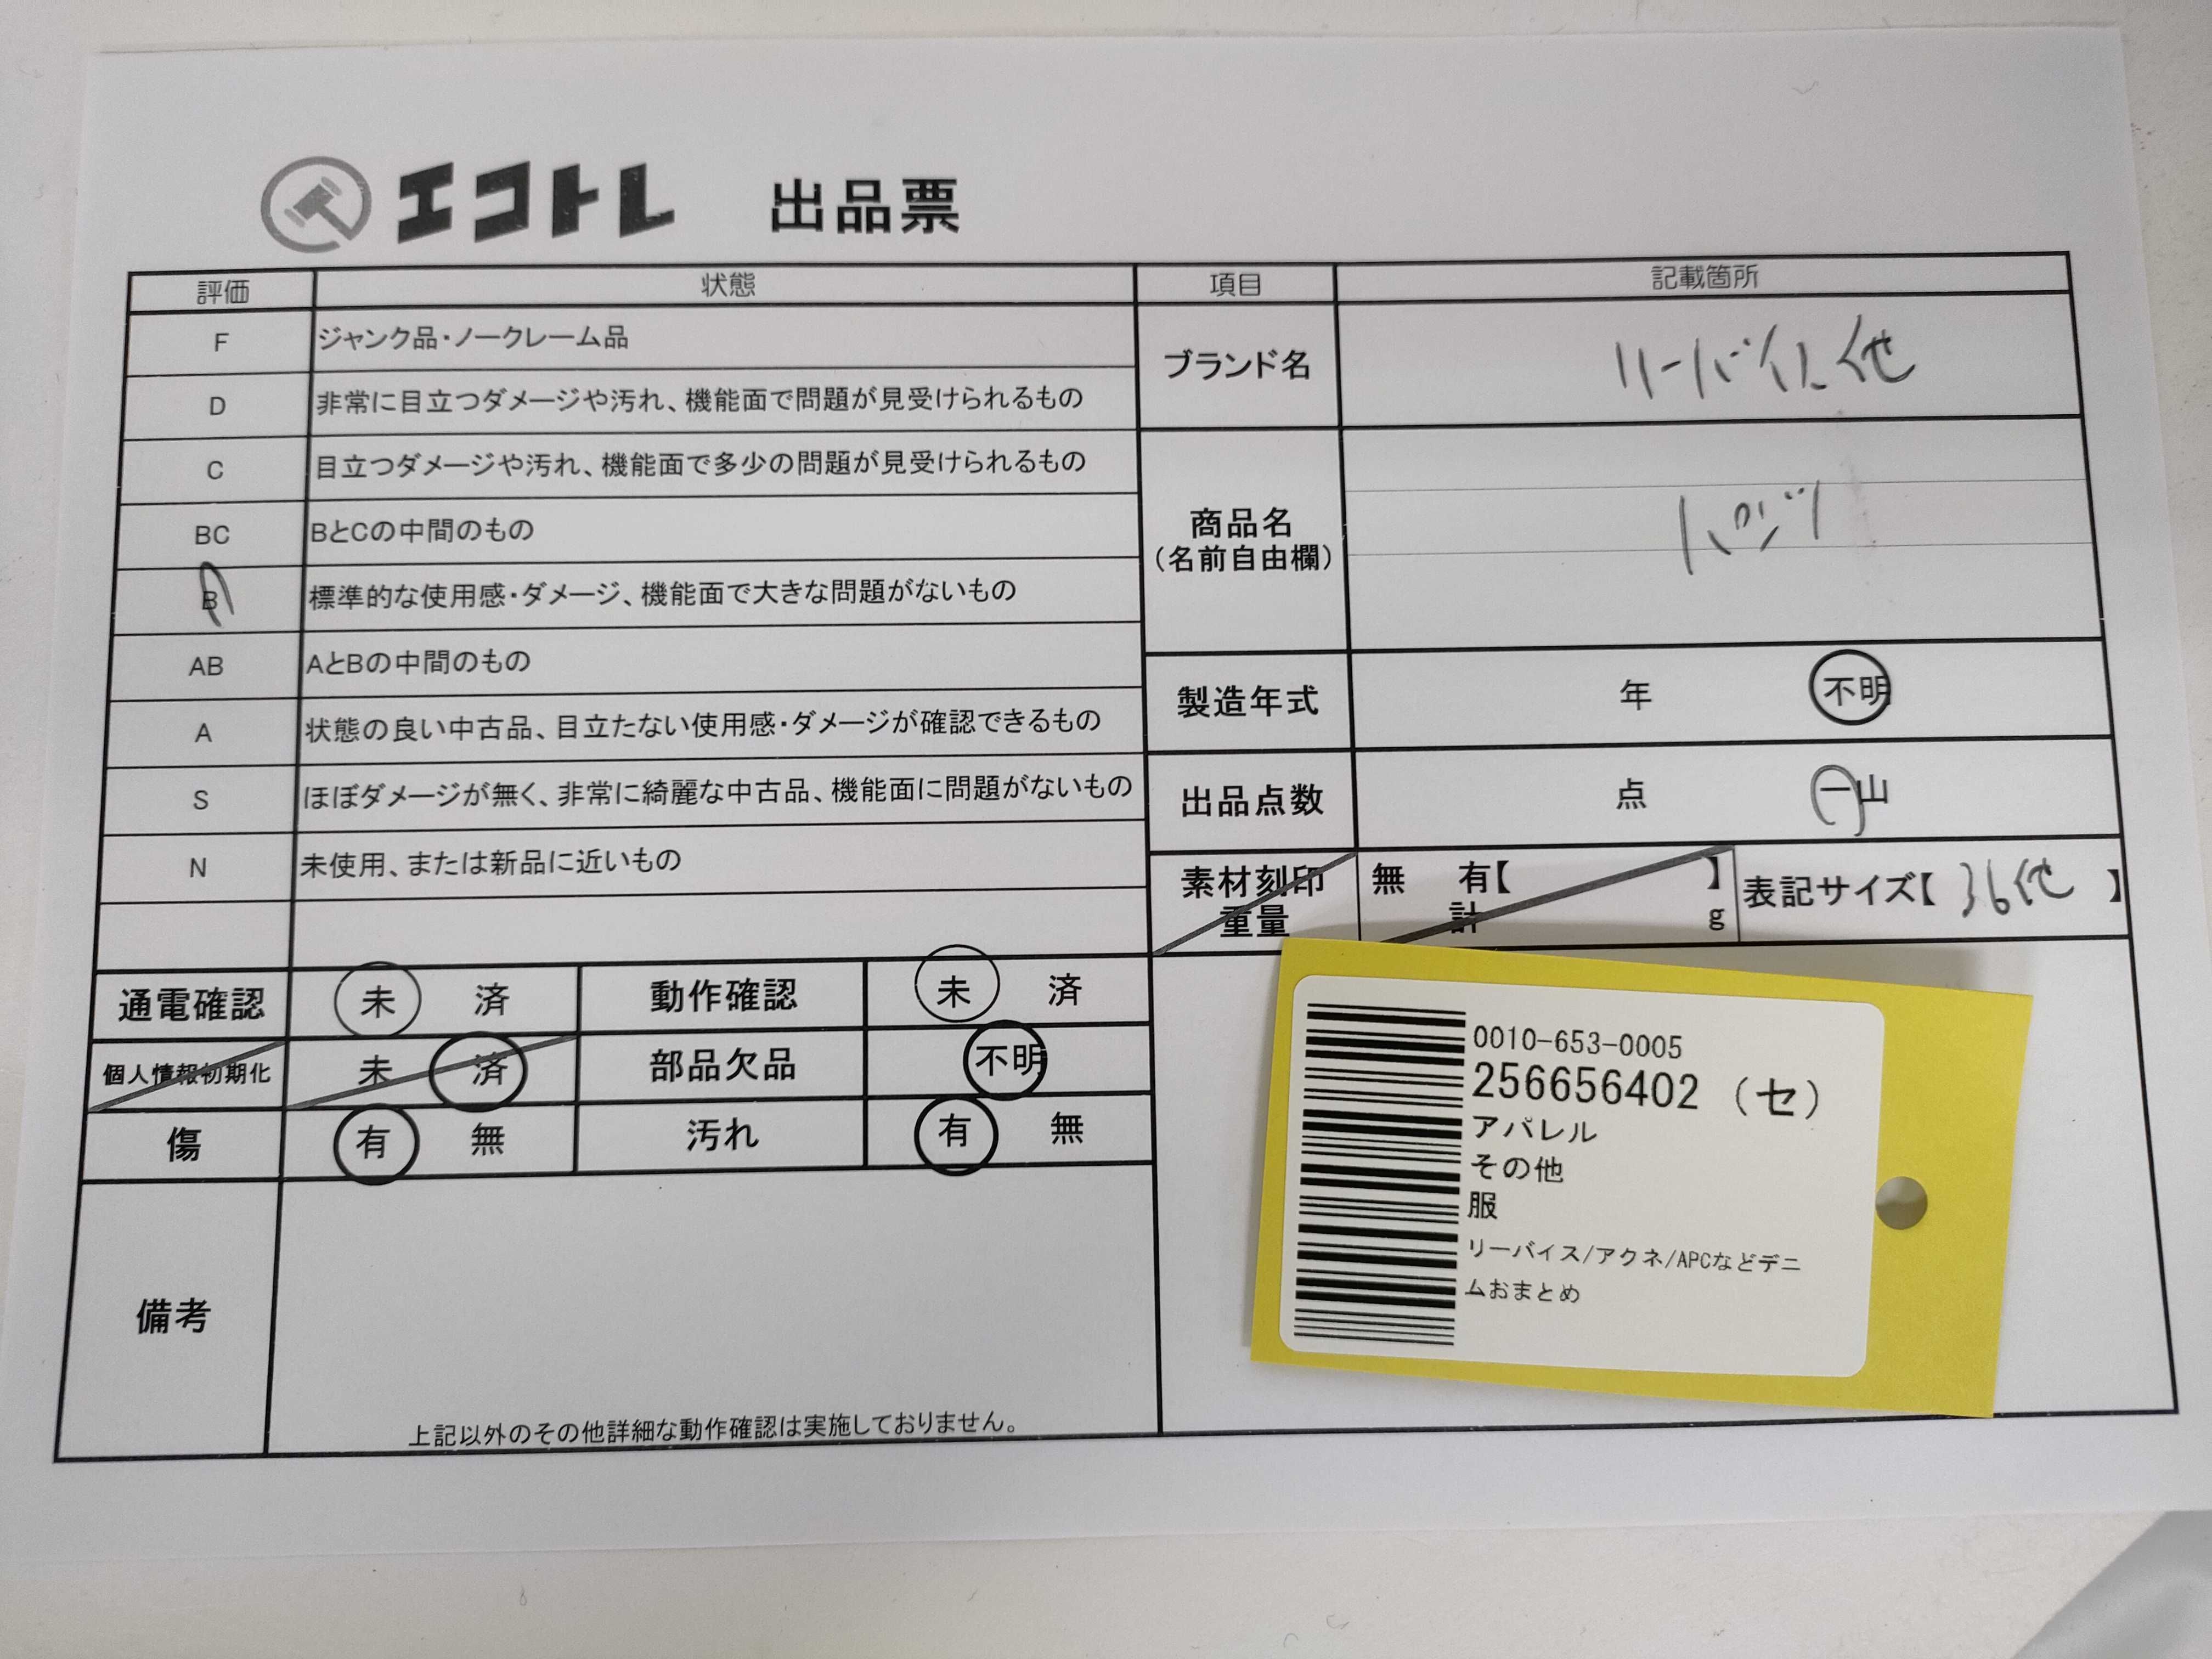 エコトレ 出品票
評価 状態 項目 記載箇所
F ジャンク品・ノークレーム品
D 非常に目立つダメージや汚れ、機能面で問題が見受けられるもの
C 目立つダメージや汚れ、機能面で多少の問題が見受けられるもの
BC BとCの中間のもの
B 標準的な使用感・ダメージ、機能面で大きな問題がないもの
AB AとBの中間のもの
A 状態の良い中古品、目立たない使用感・ダメージが確認できるもの
S ほぼダメージが無く、非常に綺麗な中古品、機能面に問題がないもの
N 未使用、または新品に近いもの
ブランド名 リーバイス他
商品名
(名前自由欄)
パンツ
製造年式 年 不明
出品点数 点 一山
素材刻印 無 有【 】
重量 計 g
表記サイズ【 36他 】
通電確認 未 済 動作確認 未 済
個人情報初期化 未 済 部品欠品 不明
傷 有 無 汚れ 有 無
備考
上記以外のその他詳細な動作確認は実施しておりません。
0010-653-0005
256656402 (セ)
アパレル
その他
服
リーバイス/アクネ/APCなどデニ
ムおまとめ